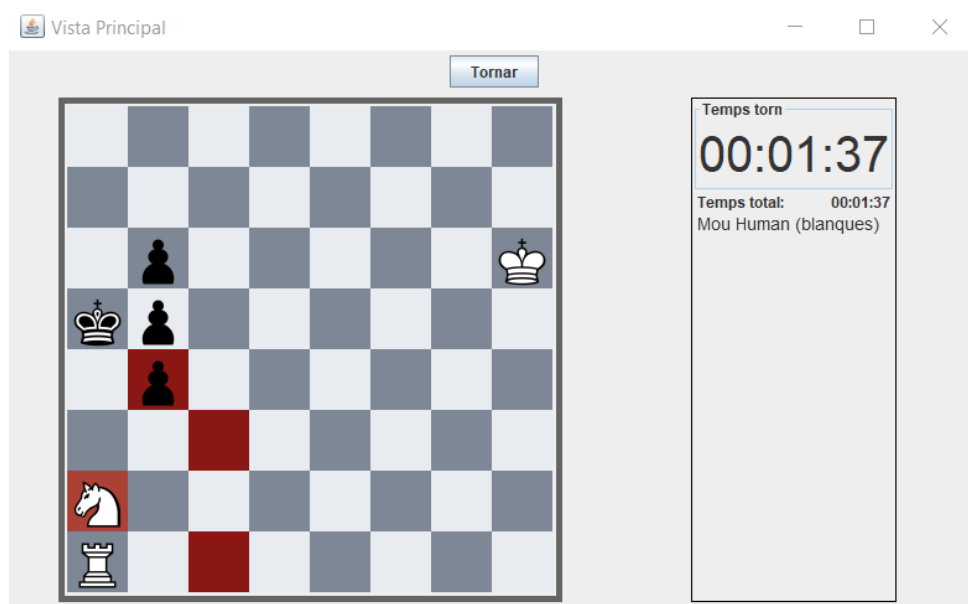 Vista Principal
Tornar
Temps torn
00:01:37
Temps total: 00:01:37
Mou Human (blanques)